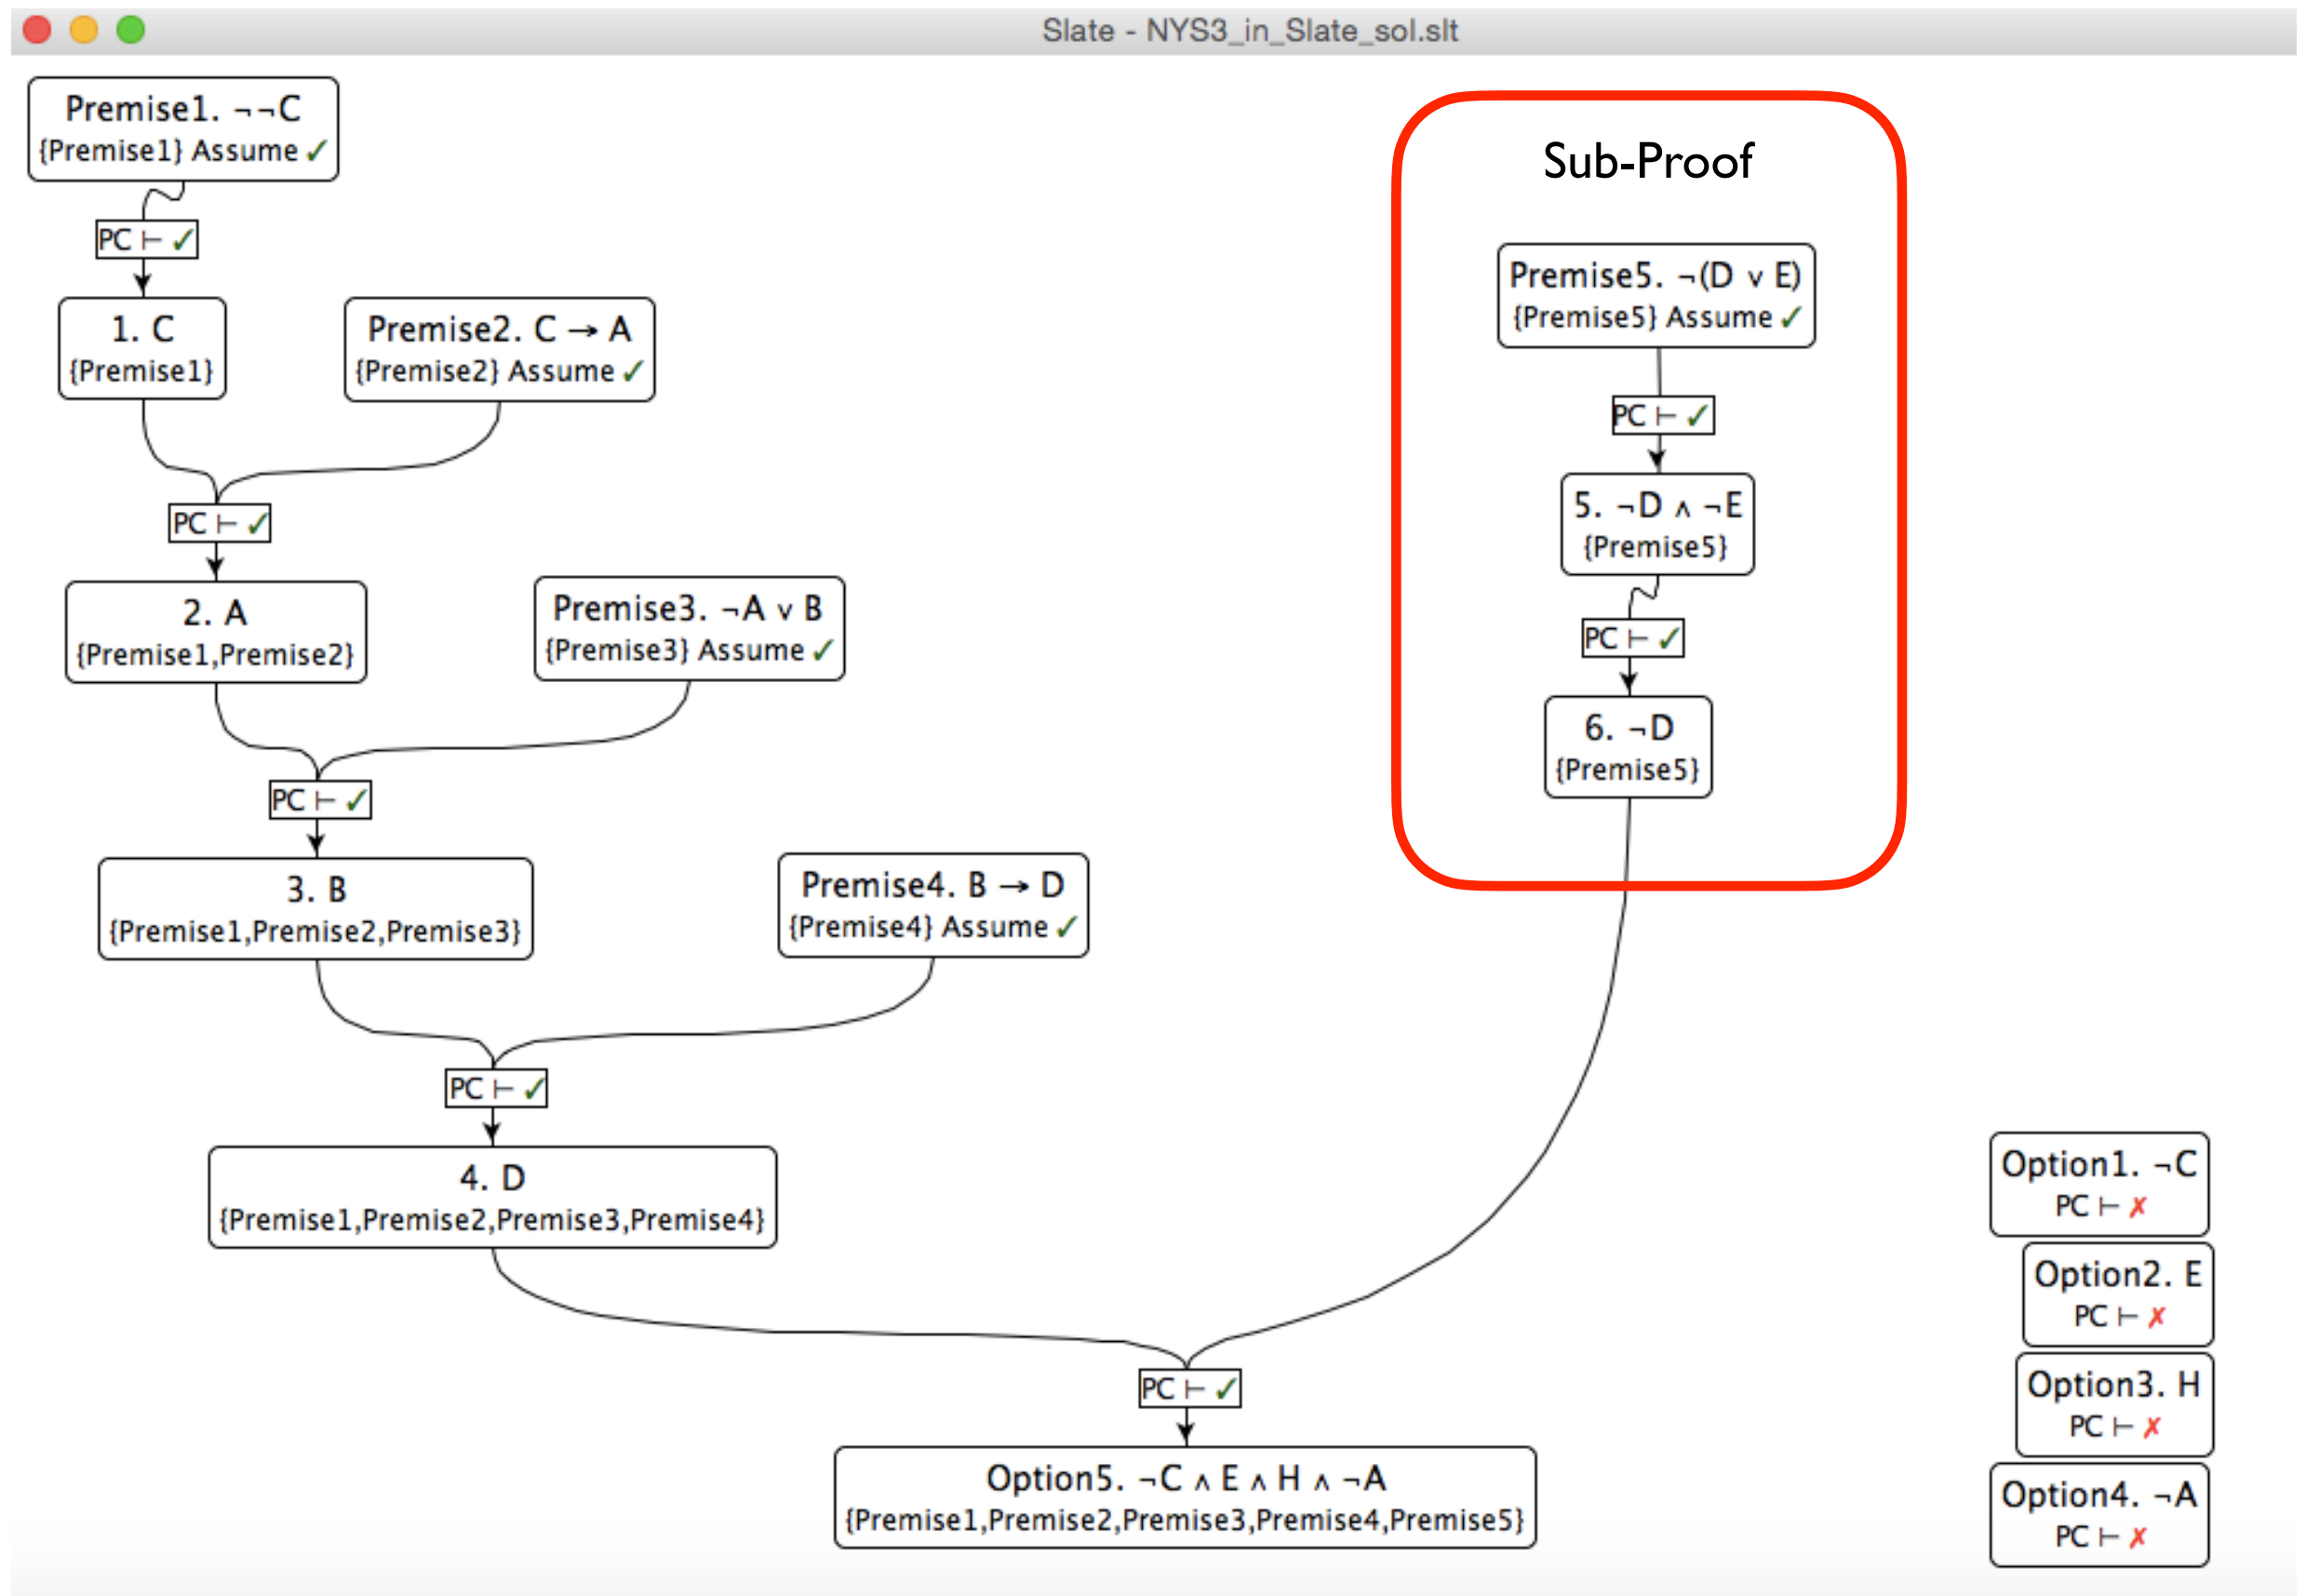 Slate - NYS3_in_Slate_sol.slt
Premise1. ¬¬C
{Premise1} Assume ✓
PC ⊢ ✓
1. C
{Premise1}
Premise2. C → A
{Premise2} Assume ✓
PC ⊢ ✓
2. A
{Premise1,Premise2}
Premise3. ¬A ∨ B
{Premise3} Assume ✓
PC ⊢ ✓
3. B
{Premise1,Premise2,Premise3}
Premise4. B → D
{Premise4} Assume ✓
PC ⊢ ✓
4. D
{Premise1,Premise2,Premise3,Premise4}
Sub-Proof
Premise5. ¬(D ∨ E)
{Premise5} Assume ✓
PC ⊢ ✓
5. ¬D ∧ ¬E
{Premise5}
PC ⊢ ✓
6. ¬D
{Premise5}
PC ⊢ ✓
Option5. ¬C ∧ E ∧ H ∧ ¬A
{Premise1,Premise2,Premise3,Premise4,Premise5}
Option1. ¬C
PC ⊢ ✗
Option2. E
PC ⊢ ✗
Option3. H
PC ⊢ ✗
Option4. ¬A
PC ⊢ ✗